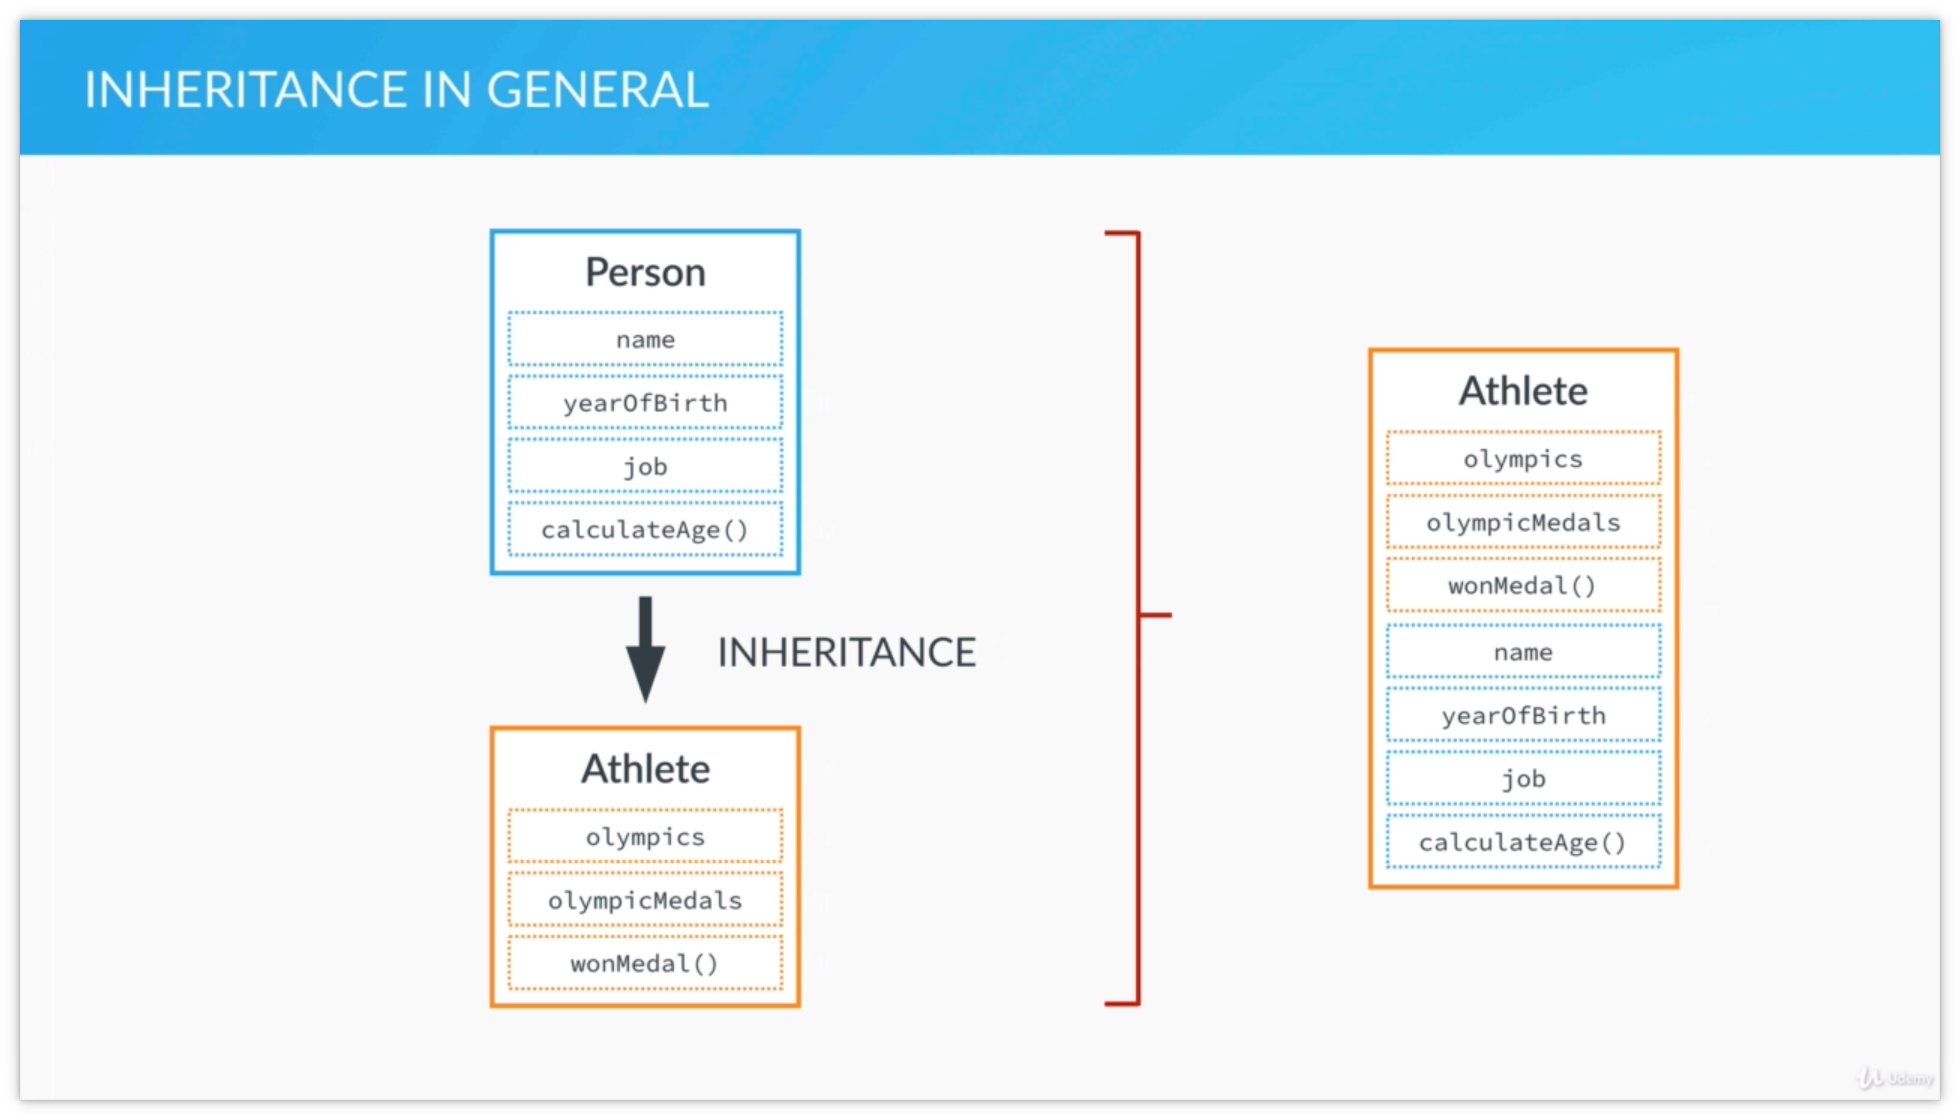 INHERITANCE IN GENERAL
Person
name
yearOfBirth
job
calculateAge()
INHERITANCE
Athlete
olympics
olympicMedals
wonMedal()
Athlete
olympics
olympicMedals
wonMedal()
name
yearOfBirth
job
calculateAge()
Udemy